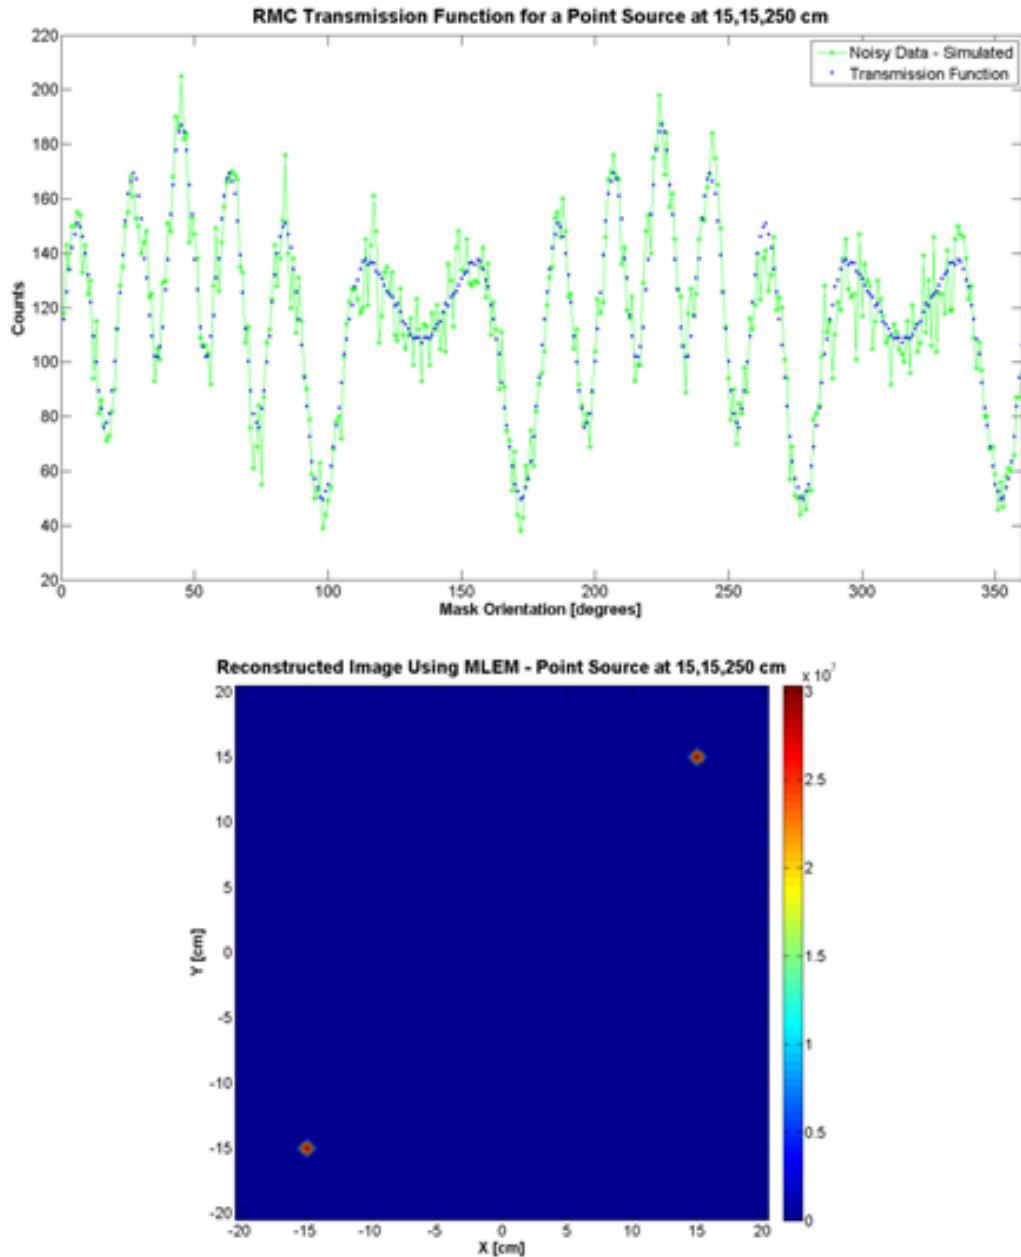 RMC Transmission Function for a Point Source at 15,15,250 cm
220
200
180
160
140
120
100
80
60
40
20
Counts
Noisy Data - Simulated
Transmission Function
0 50 100 150 200 250 300 350
Mask Orientation [degrees]
Reconstructed Image Using MLEM - Point Source at 15,15,250 cm
x 10^7
20
15
10
5
0
-5
-10
-15
-20
Y [cm]
3
2.5
2
1.5
1
0.5
0
-20 -15 -10 -5 0 5 10 15 20
X [cm]